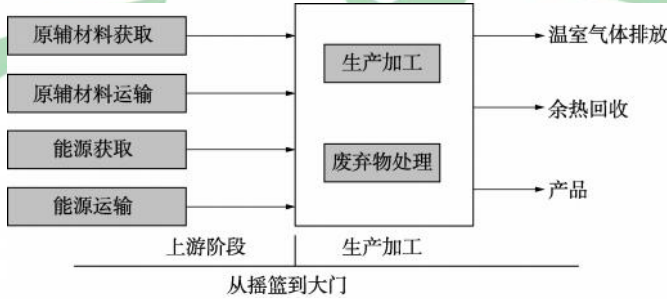 原辅材料获取
原辅材料运输
能源获取
能源运输
生产加工
废弃物处理
温室气体排放
余热回收
产品
上游阶段
生产加工
从摇篮到大门